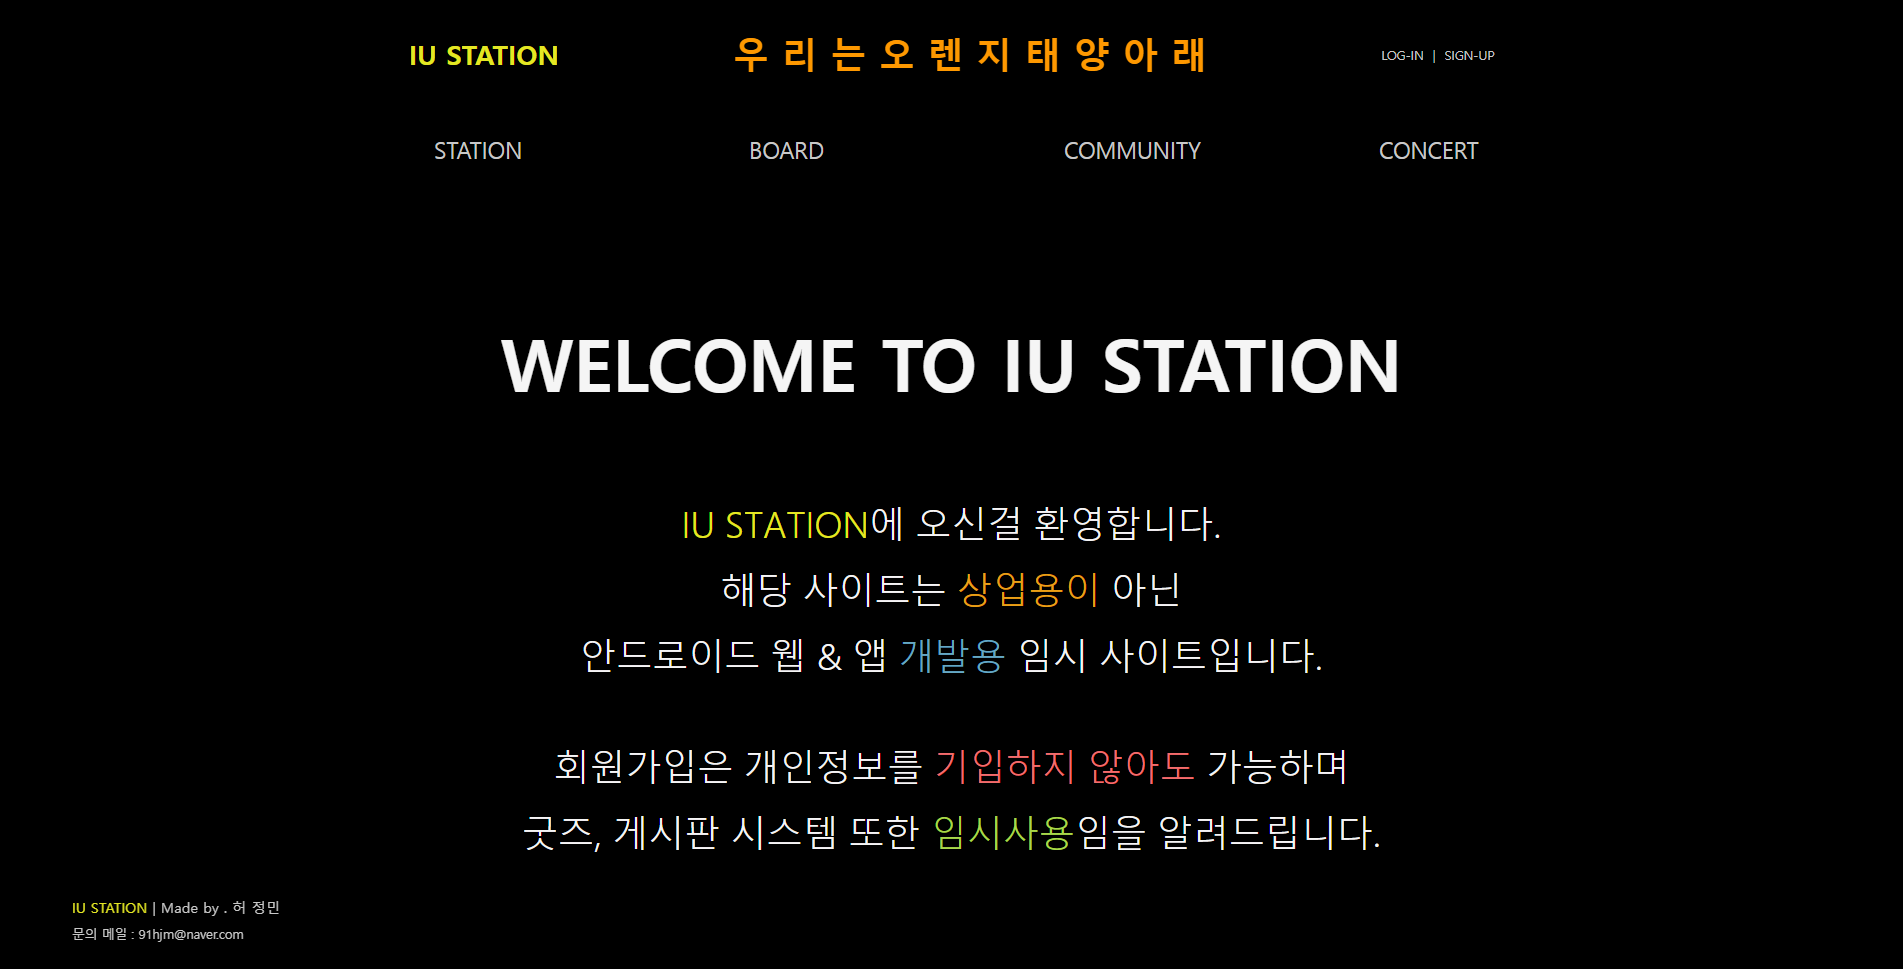 IU STATION
우 리 는 오 렌 지 태 양 아 래
LOG-IN | SIGN-UP
STATION BOARD COMMUNITY CONCERT
WELCOME TO IU STATION
IU STATION에 오신걸 환영합니다.
해당 사이트는 상업용이 아닌
안드로이드 웹 & 앱 개발용 임시 사이트입니다.
회원가입은 개인정보를 기입하지 않아도 가능하며
굿즈, 게시판 시스템 또한 임시사용임을 알려드립니다.
IU STATION | Made by . 허 정민
문의 메일 : 91hjm@naver.com